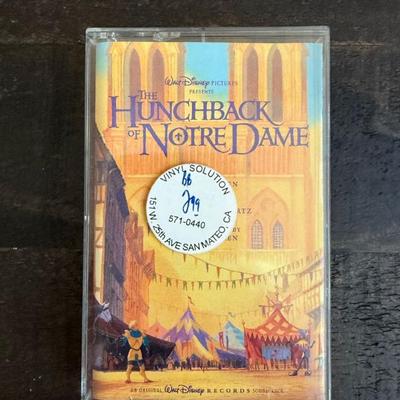 Walt Disney PICTURES
PRESENTS
THE
HUNCHBACK
OF NOTRE DAME
VINYL SOLUTION
571-0440
151 W. 25th AVE SAN MATEO, CA
BY
AN ORIGINAL Walt Disney RECORDS SOUNDTRACK